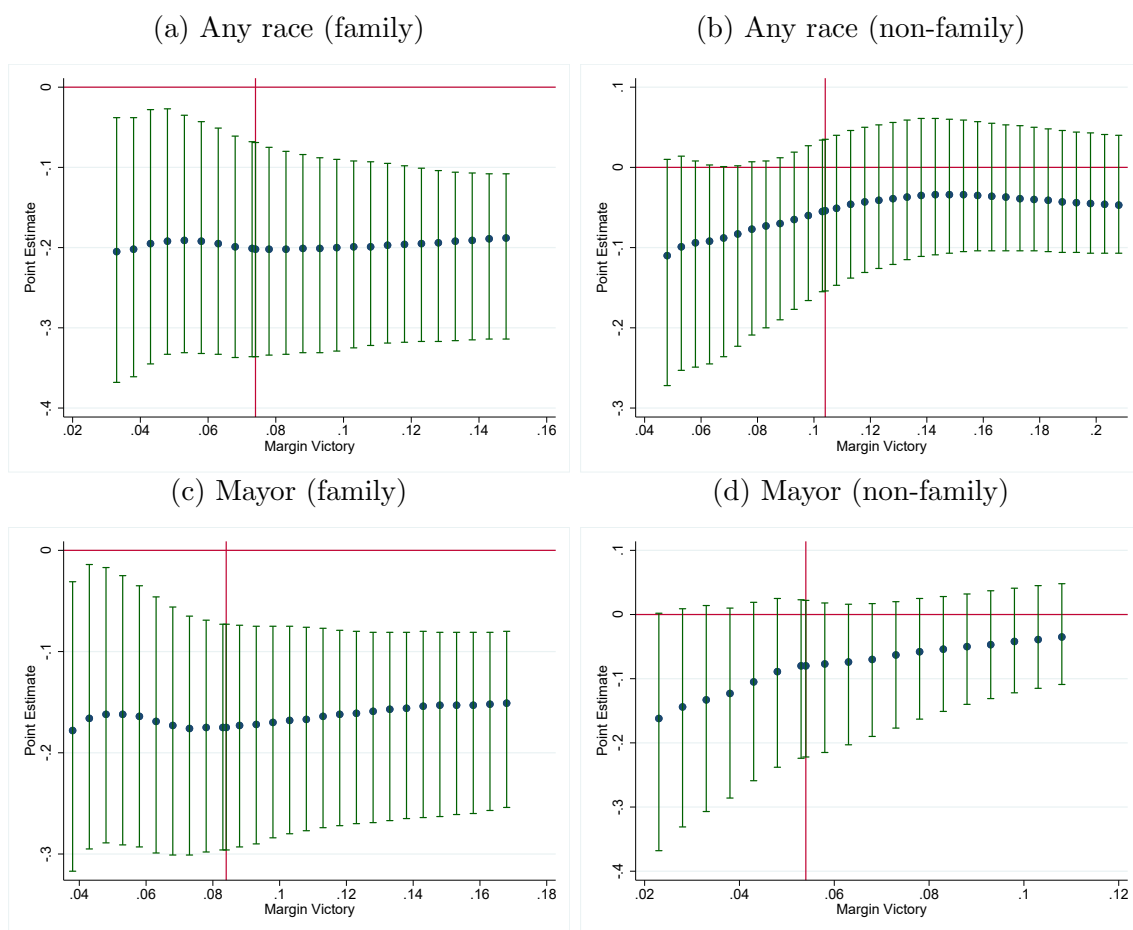 (a) Any race (family)
0
-.1
-.2
-.3
-.4
Point Estimate
.02 .04 .06 .08 .1 .12 .14 .16
Margin Victory
(b) Any race (non-family)
.1
0
-.1
-.2
-.3
Point Estimate
.04 .06 .08 .1 .12 .14 .16 .18 .2
Margin Victory
(c) Mayor (family)
0
-.1
-.2
-.3
Point Estimate
.04 .06 .08 .1 .12 .14 .16 .18
Margin Victory
(d) Mayor (non-family)
.1
0
-.1
-.2
-.3
-.4
Point Estimate
.02 .04 .06 .08 .1 .12
Margin Victory